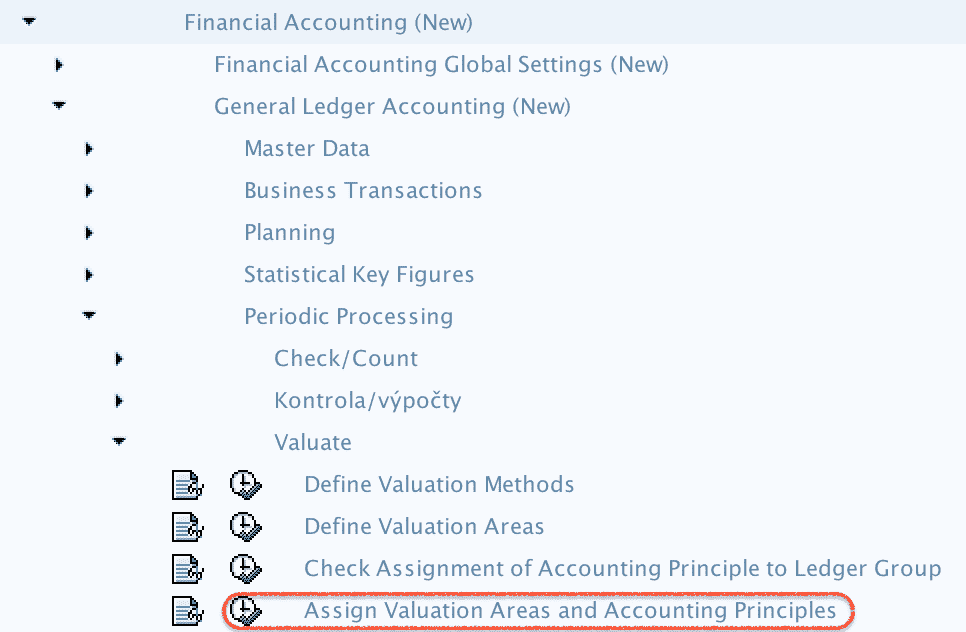 Financial Accounting (New)
Financial Accounting Global Settings (New)
General Ledger Accounting (New)
Master Data
Business Transactions
Planning
Statistical Key Figures
Periodic Processing
Check/Count
Kontrola/výpočty
Valuate
Define Valuation Methods
Define Valuation Areas
Check Assignment of Accounting Principle to Ledger Group
Assign Valuation Areas and Accounting Principles